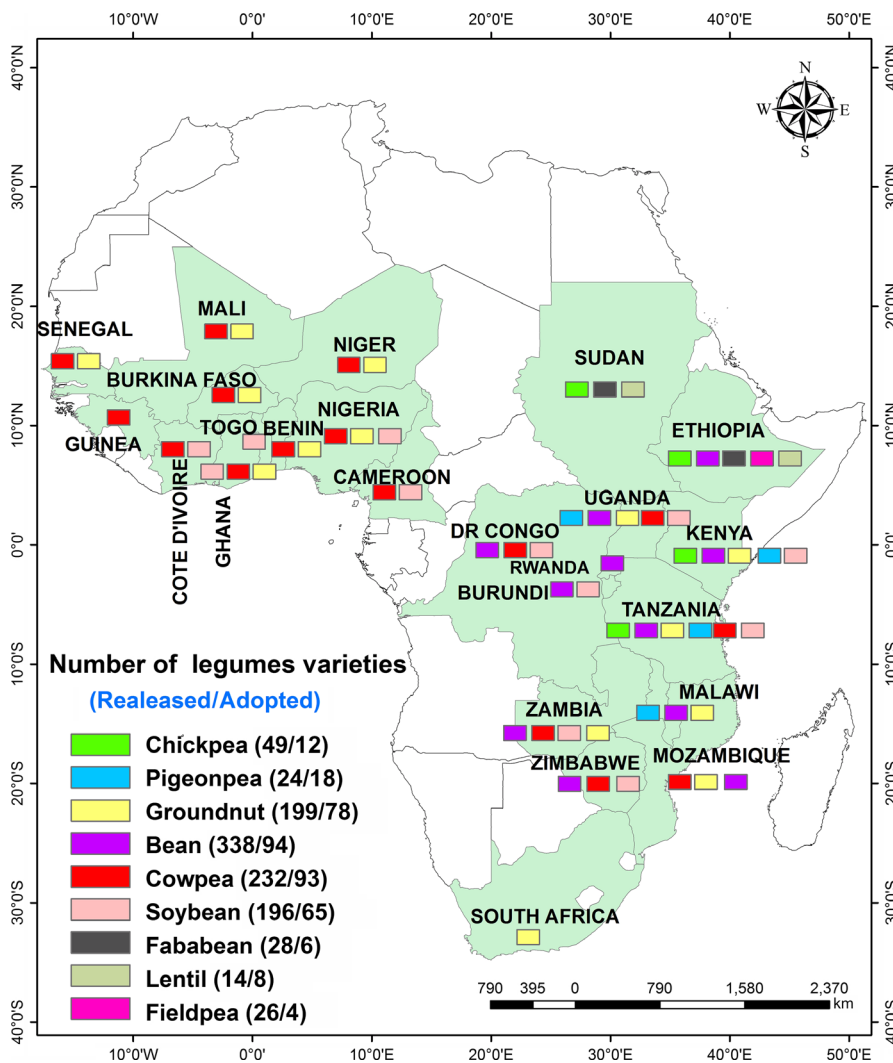 10°0'W 0°0' 10°0'E 20°0'E 30°0'E 40°0'E 50°0'E
40°0'N 40°0'N
30°0'N 30°0'N
20°0'N 20°0'N
10°0'N 10°0'N
0°0' 0°0'
10°0'S 10°0'S
20°0'S 20°0'S
30°0'S 30°0'S
40°0'S 40°0'S
N
W E
S
MALI
SENEGAL
NIGER
SUDAN
BURKINA FASO
NIGERIA
TOGO BENIN
GUINEA
ETHIOPIA
CAMEROON
COTE D'IVOIRE
GHANA
UGANDA
DR CONGO
KENYA
RWANDA
BURUNDI
TANZANIA
MALAWI
ZAMBIA
ZIMBABWE
MOZAMBIQUE
SOUTH AFRICA
Number of legumes varieties
(Realeased/Adopted)
Chickpea (49/12)
Pigeonpea (24/18)
Groundnut (199/78)
Bean (338/94)
Cowpea (232/93)
Soybean (196/65)
Fababean (28/6)
Lentil (14/8)
Fieldpea (26/4)
790 395 0 790 1,580 2,370
km
10°0'W 0°0' 10°0'E 20°0'E 30°0'E 40°0'E 50°0'E